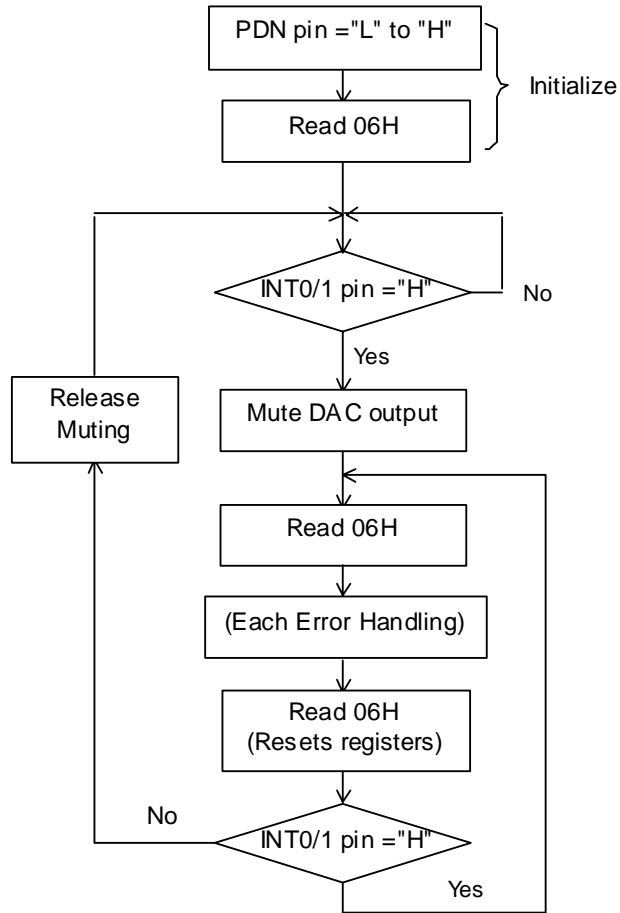 PDN pin ="L" to "H"
Initialize
Read 06H
INT0/1 pin ="H"
No
Yes
Release
Muting
Mute DAC output
Read 06H
(Each Error Handling)
Read 06H
(Resets registers)
No
INT0/1 pin ="H"
Yes